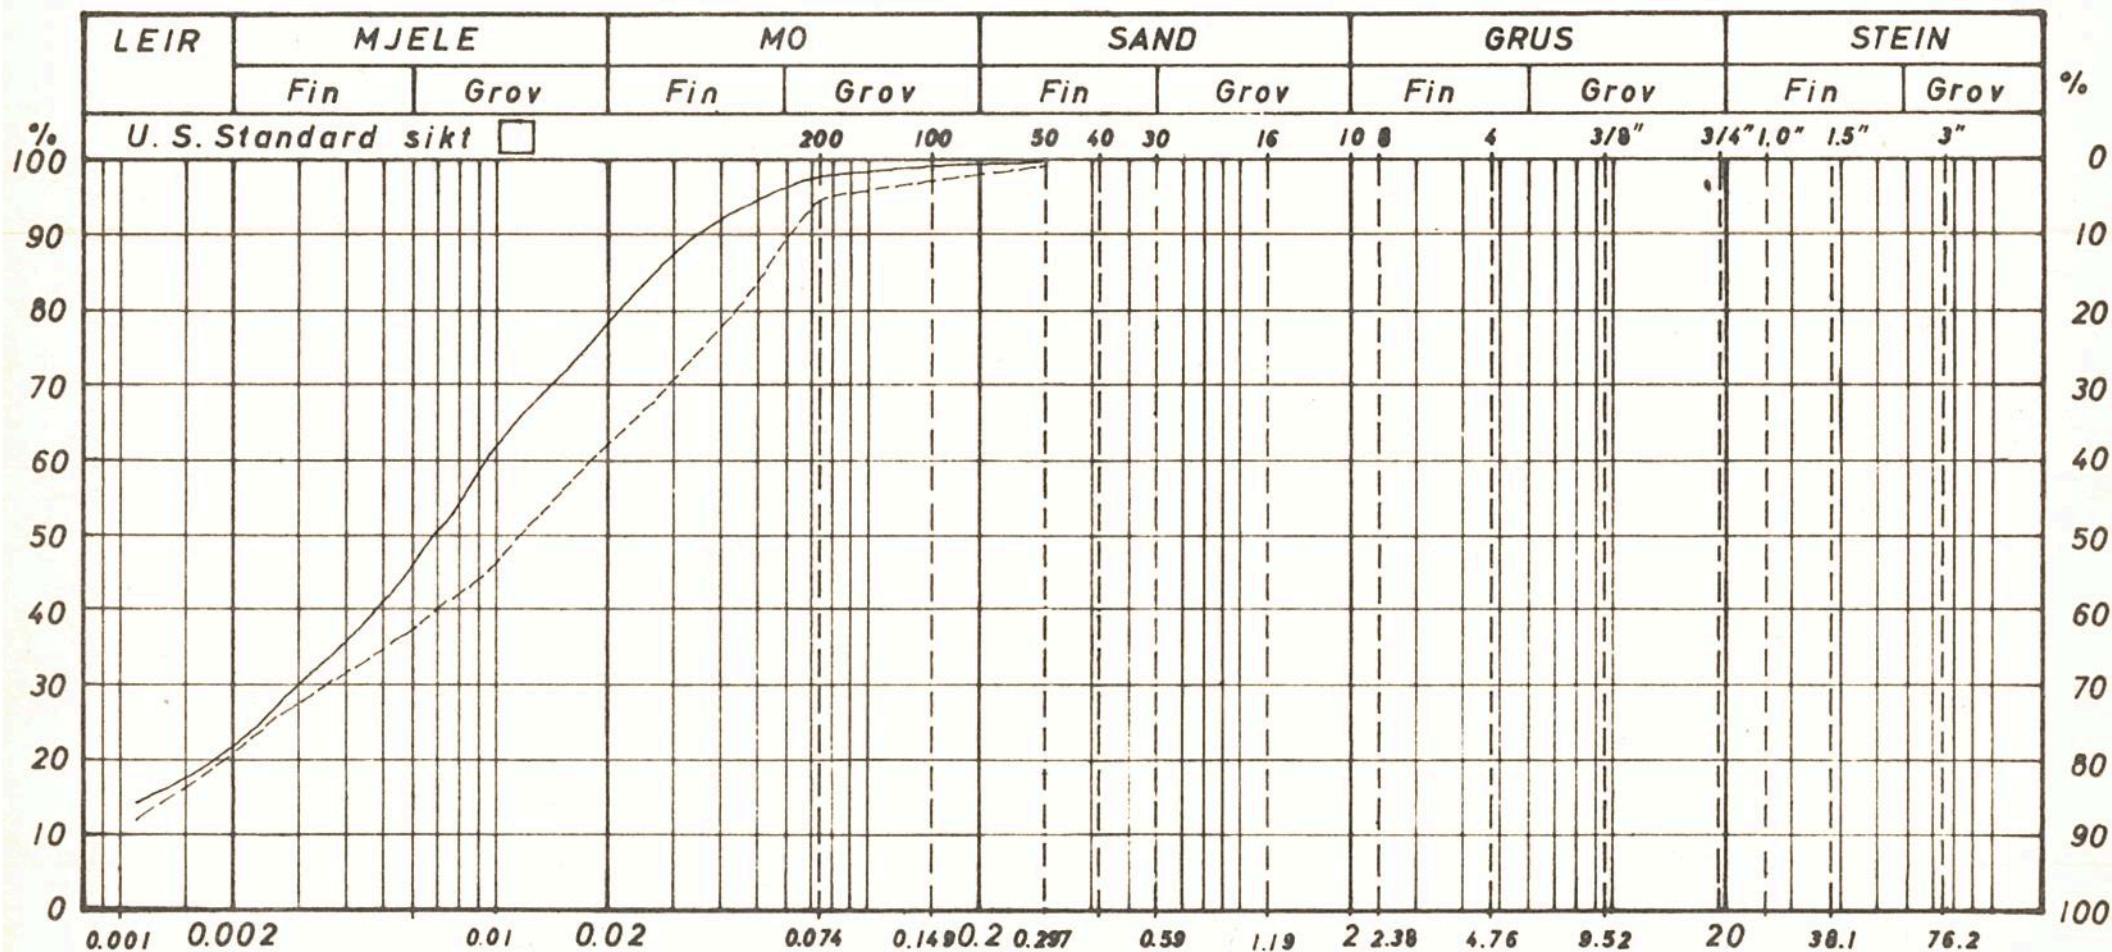 LEIR MJELE MO SAND GRUS STEIN
Fin Grov Fin Grov Fin Grov Fin Grov Fin Grov %
% U.S. Standard sikt 200 100 50 40 30 16 10 8 4 3/8" 3/4" 1.0" 1.5" 3"
100 0
90 10
80 20
70 30
60 40
50 50
40 60
30 70
20 80
10 90
0 100
0.001 0.002 0.01 0.02 0.074 0.149 0.2 0.297 0.59 1.19 2 2.38 4.76 9.52 20 38.1 76.2